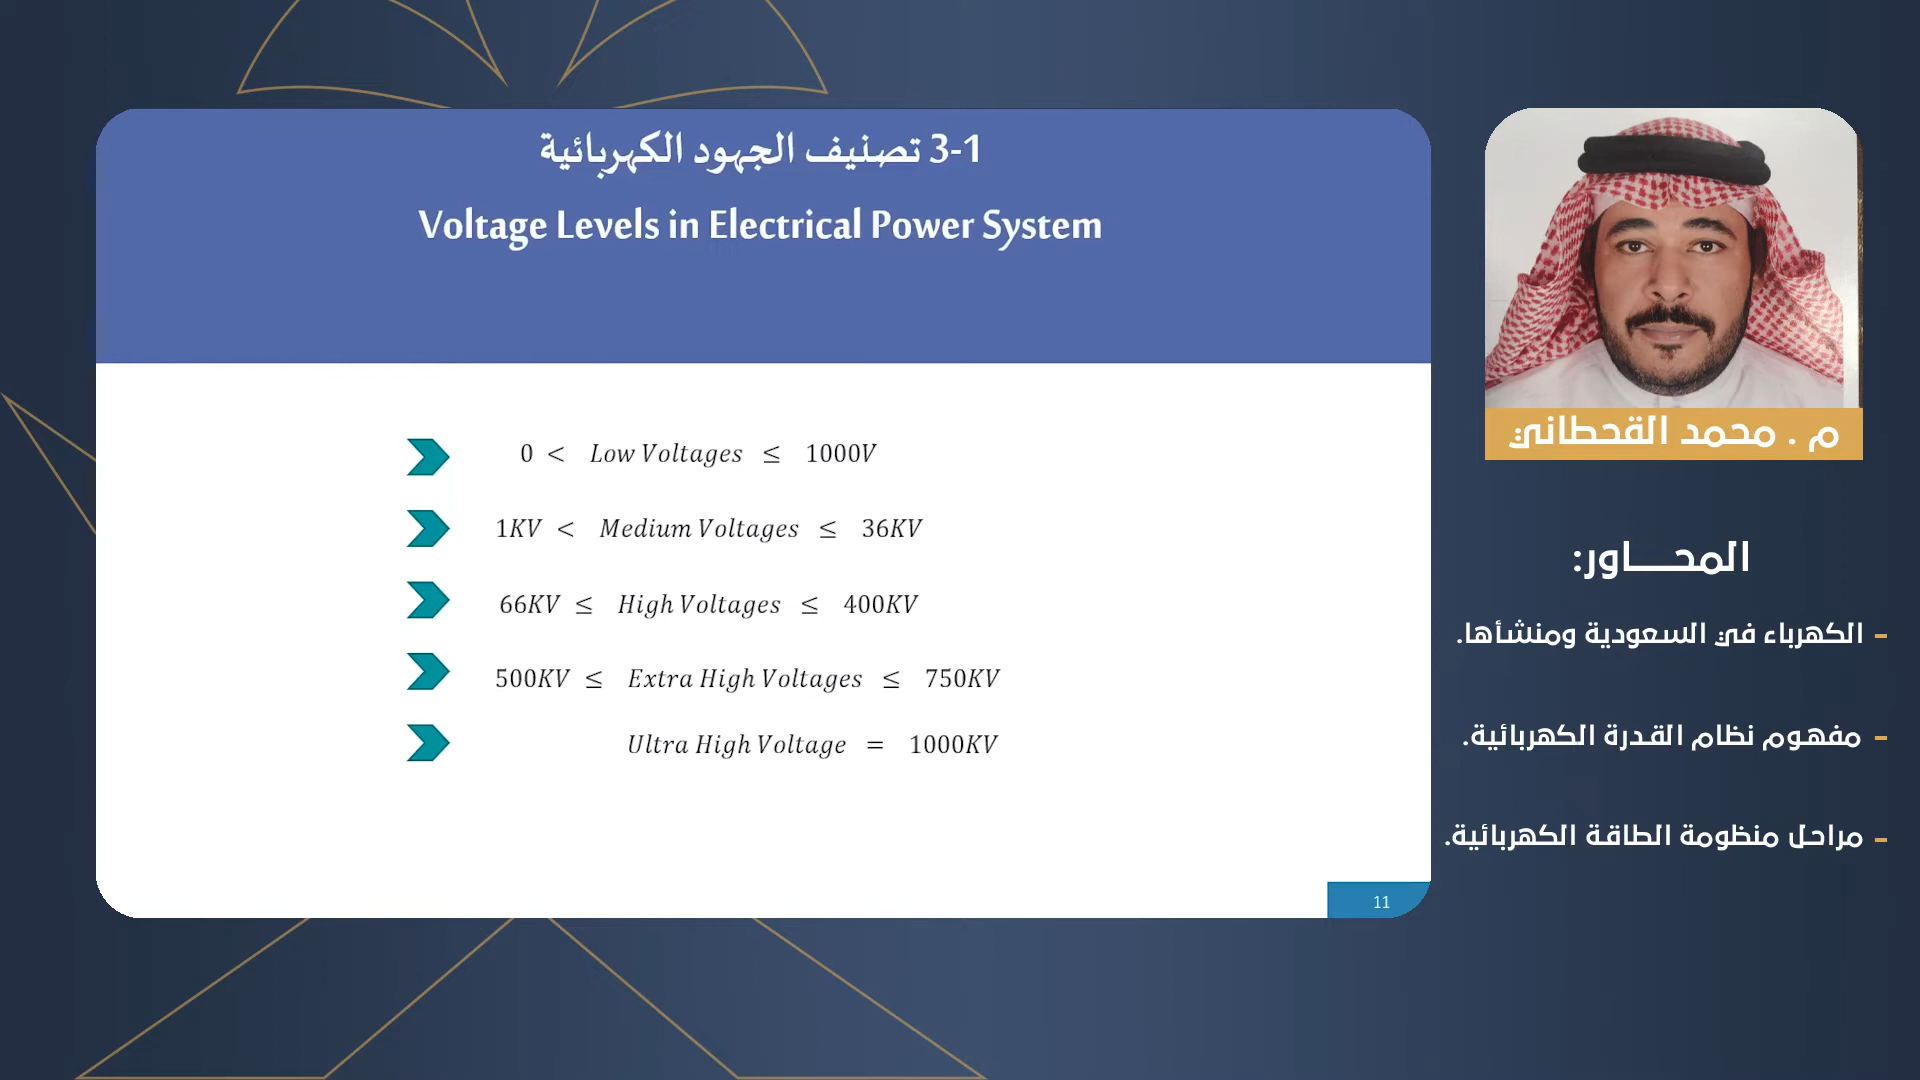 3-1 تصنيف الجهود الكهربائية
Voltage Levels in Electrical Power System
0 < Low Voltages ≤ 1000V
1KV < Medium Voltages ≤ 36KV
66KV ≤ High Voltages ≤ 400KV
500KV ≤ Extra High Voltages ≤ 750KV
Ultra High Voltage = 1000KV
11
م . محمد القحطاني
المحـــــاور:
- الكهرباء في السعودية ومنشأها.
- مفهوم نظام القدرة الكهربائية.
- مراحل منظومة الطاقة الكهربائية.